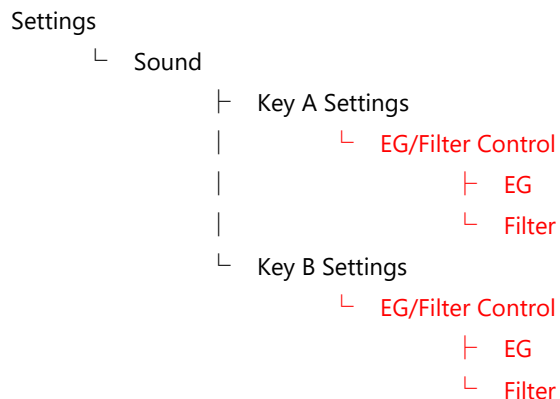 Settings
└ Sound
├ Key A Settings
│ └ EG/Filter Control
│ ├ EG
│ └ Filter
└ Key B Settings
└ EG/Filter Control
├ EG
└ Filter